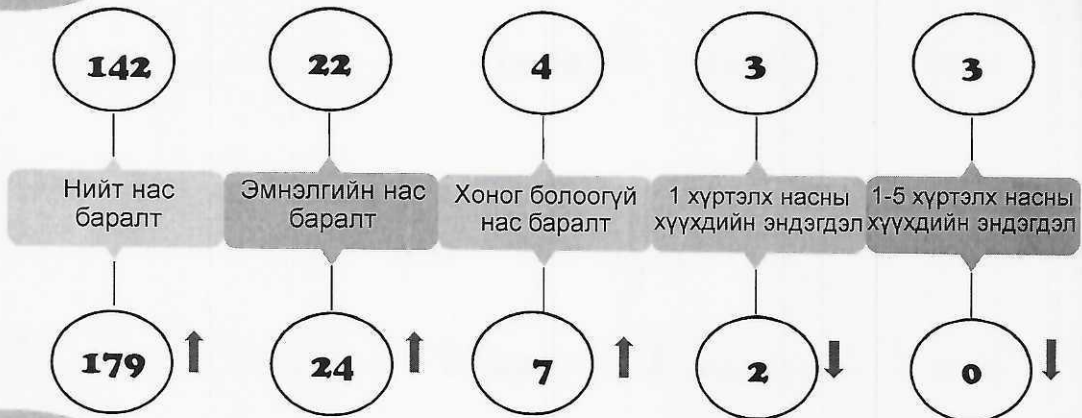 142 22 4 3 3
Нийт нас
баралт
Эмнэлгийн нас
баралт
Хоног болоогүй
нас баралт
1 хүртэлх насны
хүүхдийн эндэгдэл
1-5 хүртэлх насны
хүүхдийн эндэгдэл
179 24 7 2 0